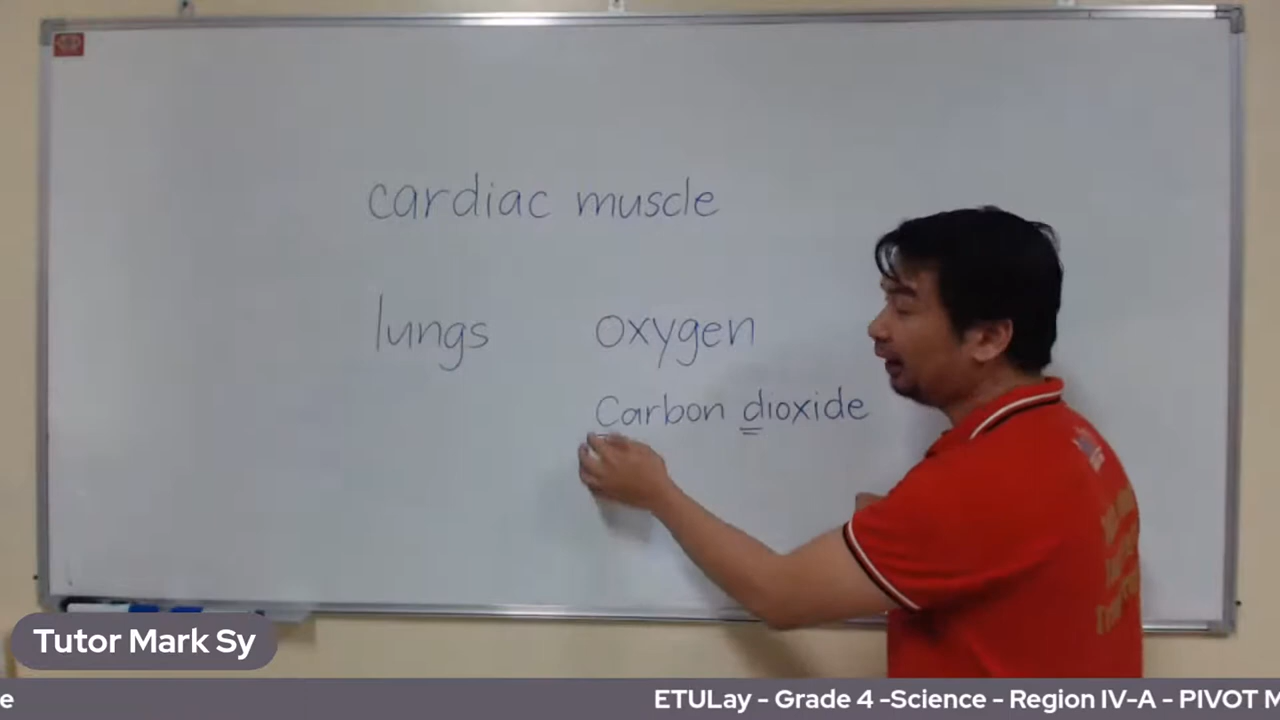 cardiac muscle
lungs oxygen
Carbon dioxide
Tutor Mark Sy
e ETULay - Grade 4 -Science - Region IV-A - PIVOT M